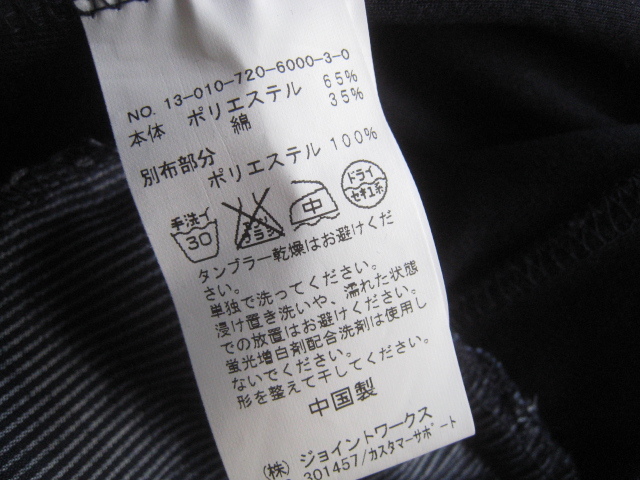 NO. 13-010-720-6000-3-0
本体 ポリエステル 65%
綿 35%
別布部分
ポリエステル 100%
手洗イ
30
中
ドライ
セキユ系
タンブラー乾燥はお避けくだ
さい。
単独で洗ってください。
浸け置き洗いや、濡れた状態
での放置はお避けください。
蛍光増白剤配合洗剤は使用し
ないでください。
形を整えて干してください。
中国製
(株) ジョイントワークス
301457/カスタマーサポート